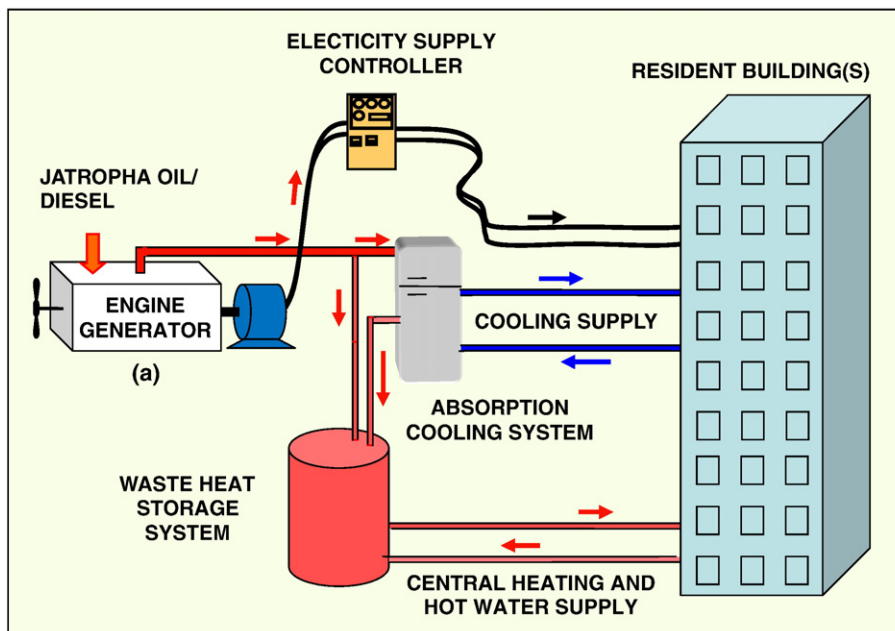 ELECTICITY SUPPLY
CONTROLLER
RESIDENT BUILDING(S)
JATROPHA OIL/
DIESEL
ENGINE
GENERATOR
(a)
COOLING SUPPLY
ABSORPTION
COOLING SYSTEM
WASTE HEAT
STORAGE
SYSTEM
CENTRAL HEATING AND
HOT WATER SUPPLY